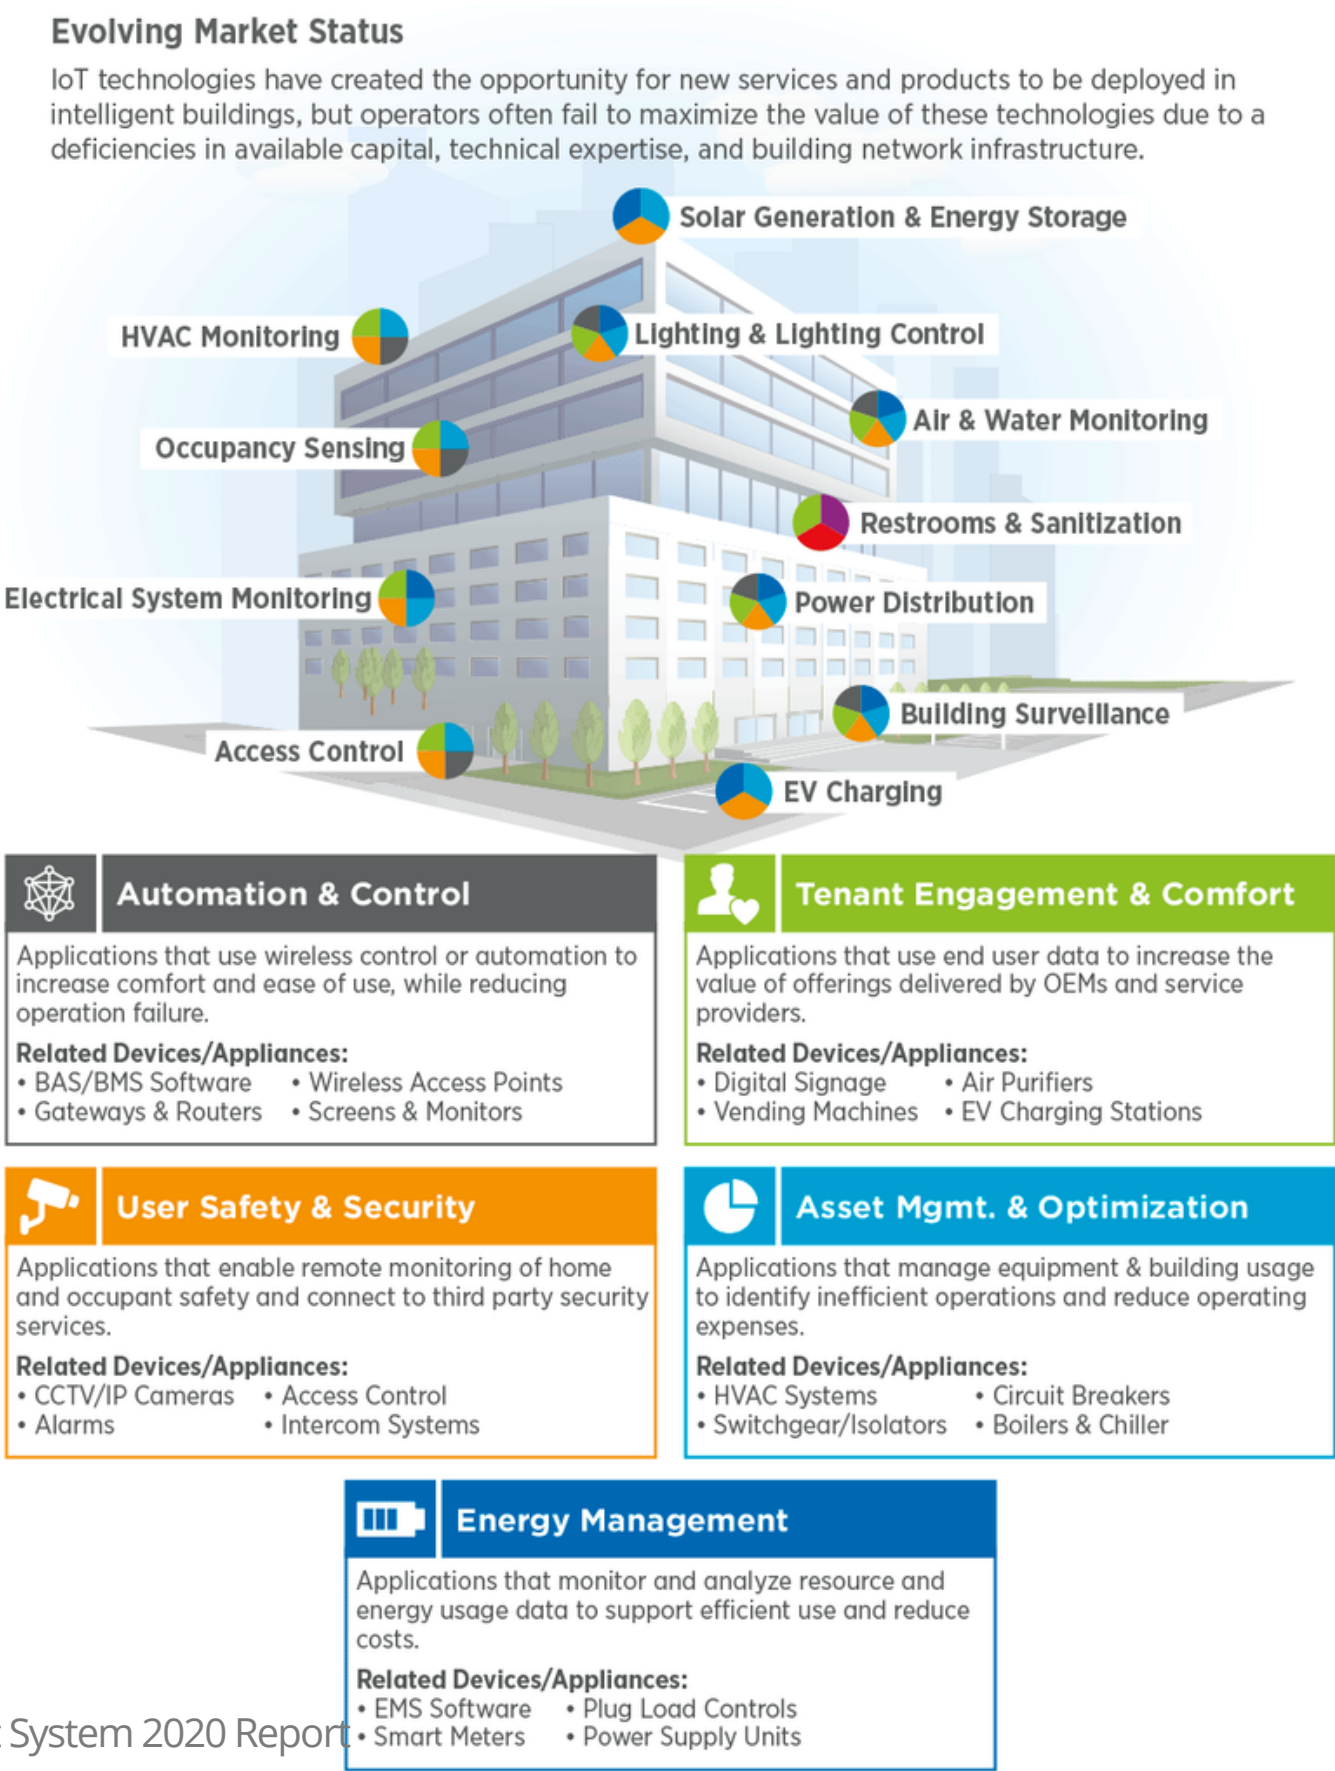 Evolving Market Status
IoT technologies have created the opportunity for new services and products to be deployed in
intelligent buildings, but operators often fail to maximize the value of these technologies due to a
deficiencies in available capital, technical expertise, and building network infrastructure.
Solar Generation & Energy Storage
HVAC Monitoring
Lighting & Lighting Control
Air & Water Monitoring
Occupancy Sensing
Restrooms & Sanitization
Electrical System Monitoring
Power Distribution
Building Surveillance
Access Control
EV Charging
Automation & Control
Applications that use wireless control or automation to
increase comfort and ease of use, while reducing
operation failure.
Related Devices/Appliances:
• BAS/BMS Software • Wireless Access Points
• Gateways & Routers • Screens & Monitors
Tenant Engagement & Comfort
Applications that use end user data to increase the
value of offerings delivered by OEMs and service
providers.
Related Devices/Appliances:
• Digital Signage • Air Purifiers
• Vending Machines • EV Charging Stations
User Safety & Security
Applications that enable remote monitoring of home
and occupant safety and connect to third party security
services.
Related Devices/Appliances:
• CCTV/IP Cameras • Access Control
• Alarms • Intercom Systems
Asset Mgmt. & Optimization
Applications that manage equipment & building usage
to identify inefficient operations and reduce operating
expenses.
Related Devices/Appliances:
• HVAC Systems • Circuit Breakers
• Switchgear/Isolators • Boilers & Chiller
Energy Management
Applications that monitor and analyze resource and
energy usage data to support efficient use and reduce
costs.
Related Devices/Appliances:
• EMS Software • Plug Load Controls
• Smart Meters • Power Supply Units
System 2020 Report